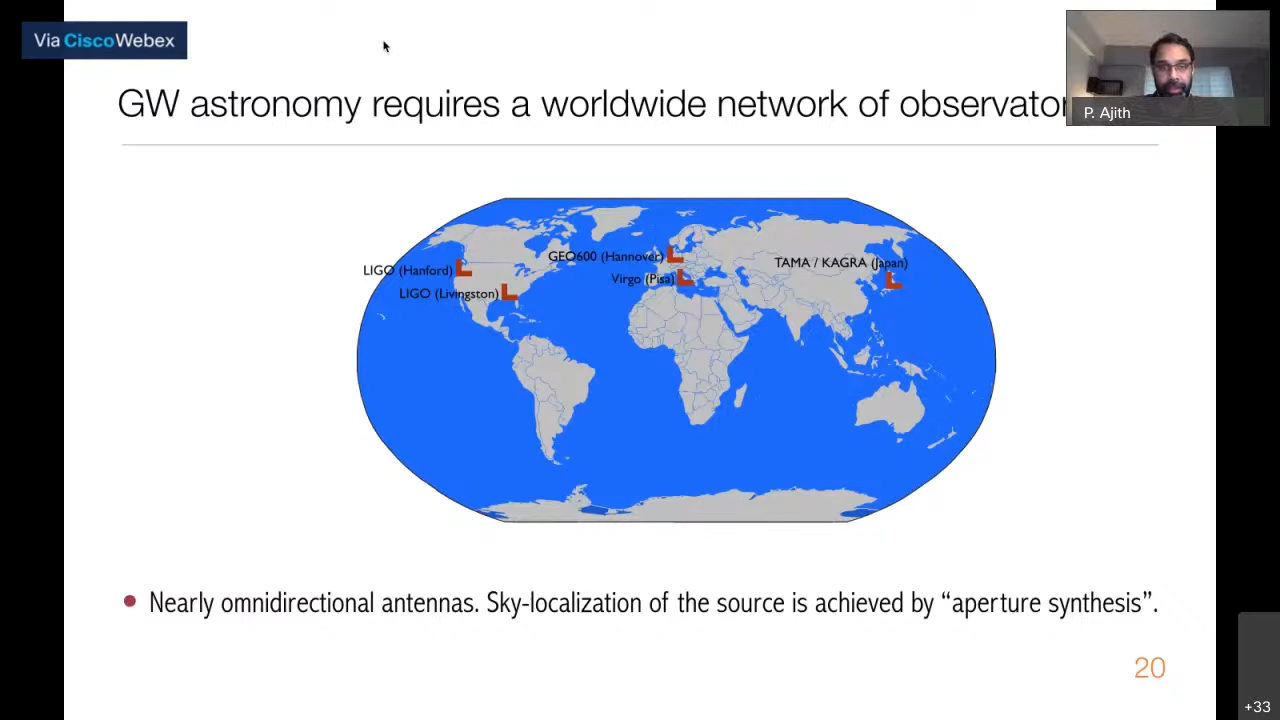 Via CiscoWebex
GW astronomy requires a worldwide network of
P. Ajith
GEO600 (Hannover)
TAMA / KAGRA (Japan)
LIGO (Hanford)
Virgo (Pisa)
LIGO (Livingston)
• Nearly omnidirectional antennas. Sky-localization of the source is achieved by “aperture synthesis”.
20
+33